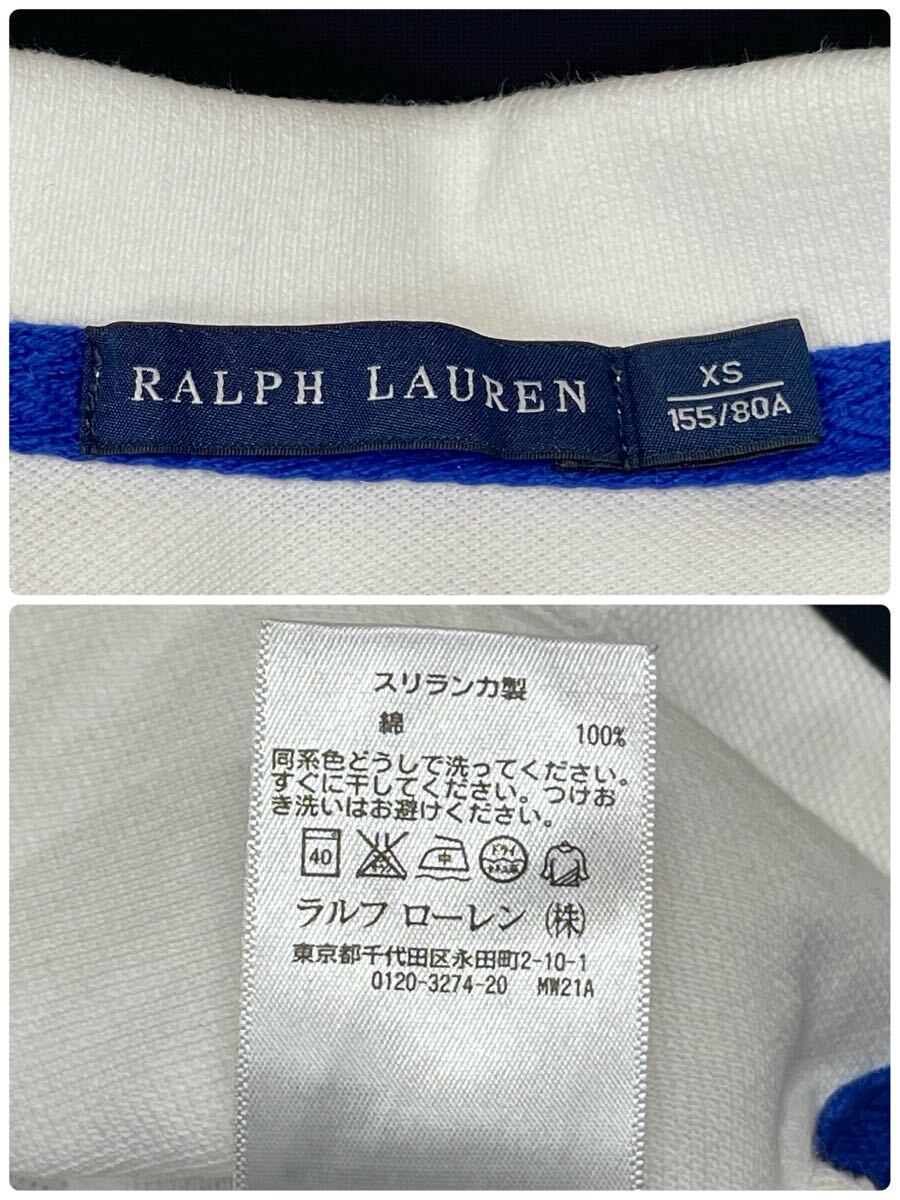 RALPH LAUREN
XS
155/80A
スリランカ製
綿 100%
同系色どうしで洗ってください。
すぐに干してください。つけお
き洗いはお避けください。
40
中
ドライ
ラルフ ローレン (株)
東京都千代田区永田町2-10-1
0120-3274-20 MW21A